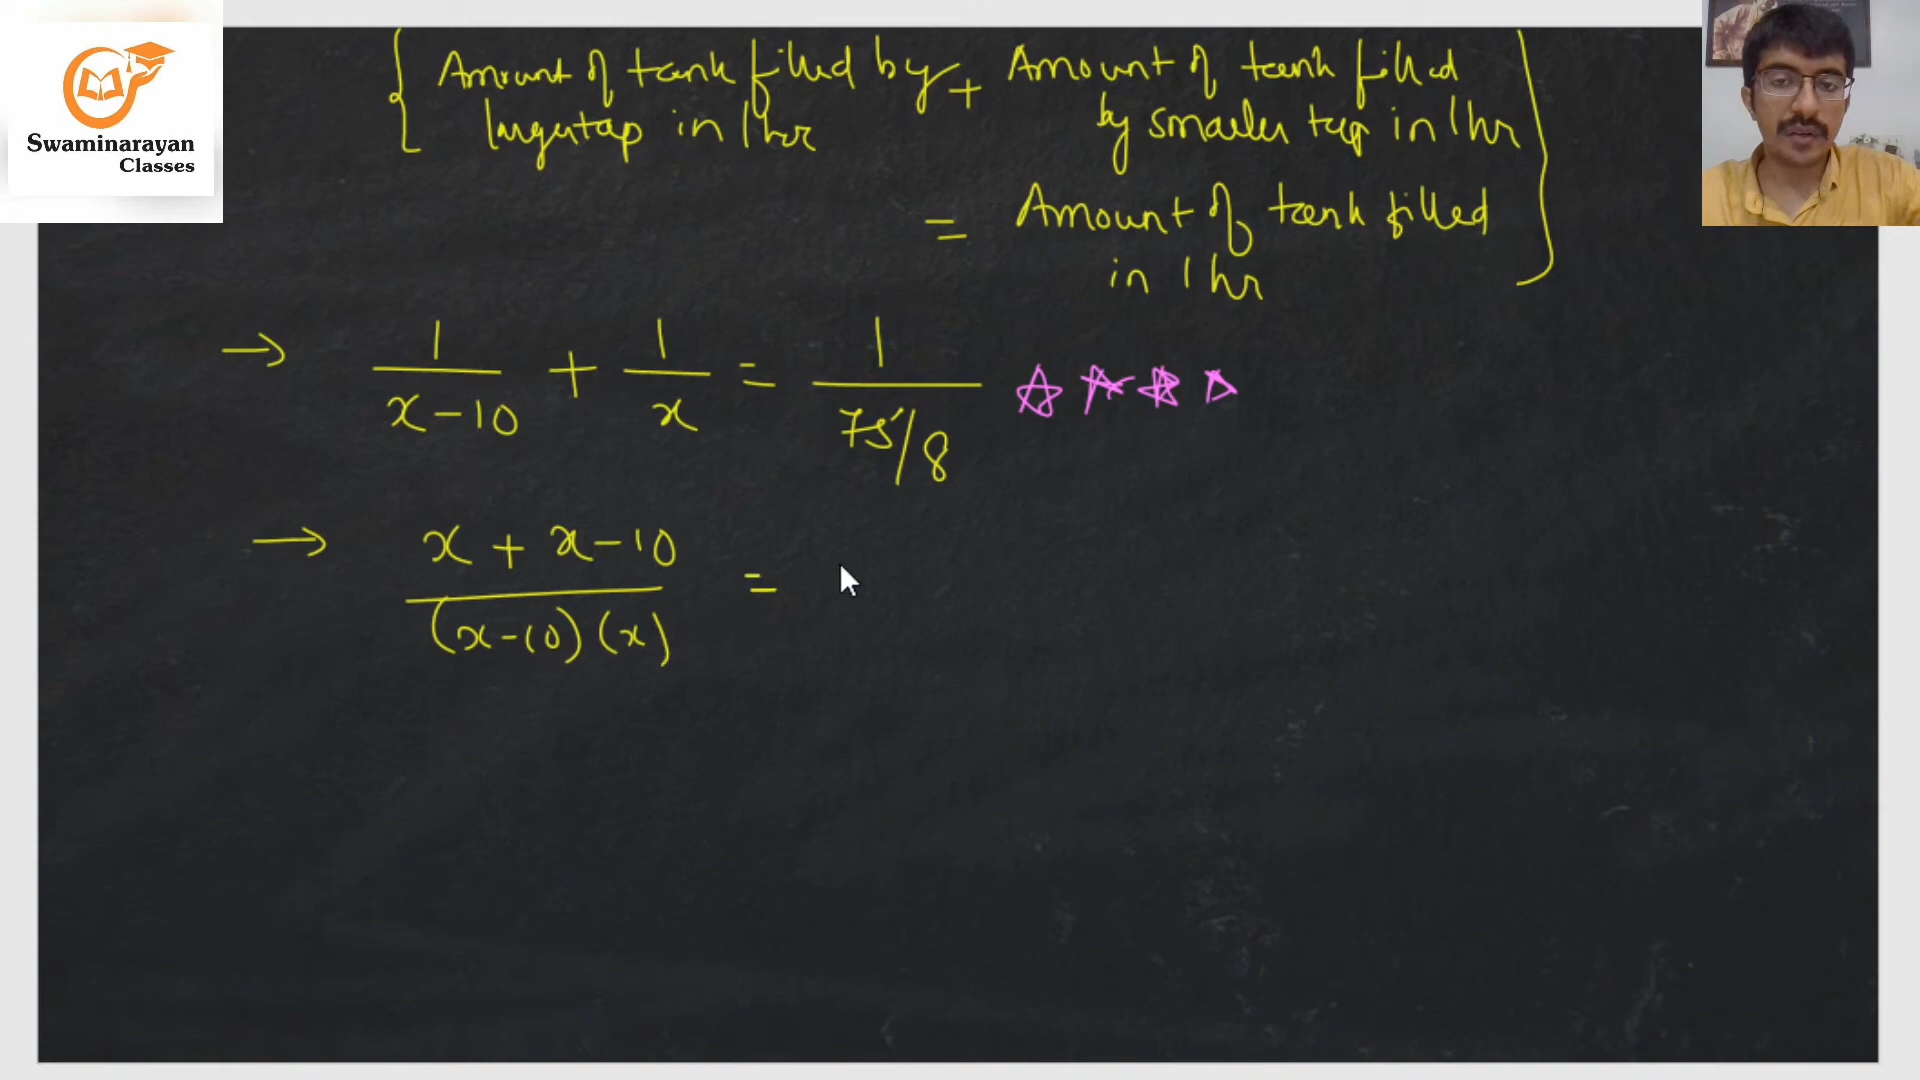 Swaminarayan
Classes
{ Amount of tank filled by + Amount of tank filled
larger tap in 1 hr by smaller tap in 1 hr }
= Amount of tank filled
in 1 hr
→ 1/(x-10) + 1/x = 1/(75/8)
→ (x + x-10)/((x-10)(x)) =